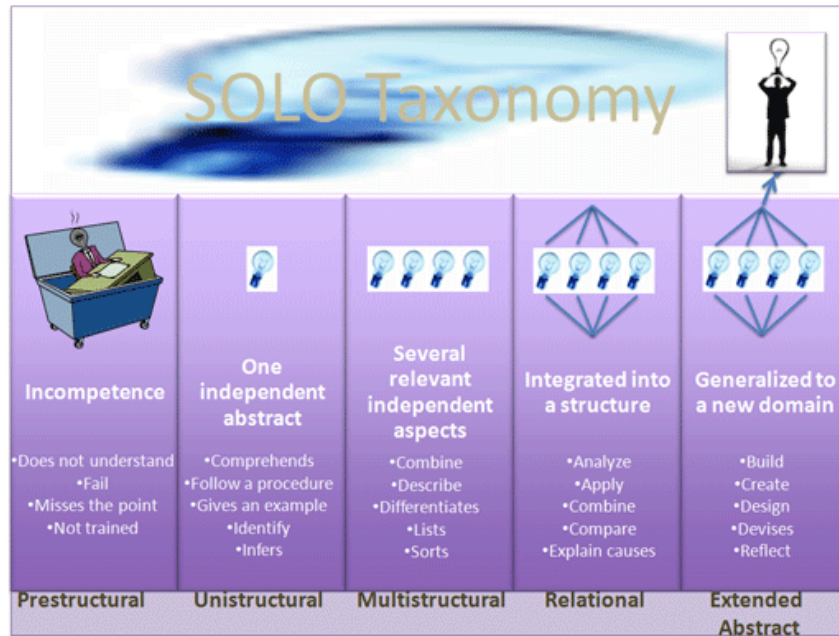 SOLO Taxonomy
Incompetence
•Does not understand
•Fail
•Misses the point
•Not trained
Prestructural
One
independent
abstract
•Comprehends
•Follow a procedure
•Gives an example
•Identify
•Infers
Unistructural
Several
relevant
independent
aspects
•Combine
•Describe
•Differentiates
•Lists
•Sorts
Multistructural
Integrated into
a structure
•Analyze
•Apply
•Combine
•Compare
•Explain causes
Relational
Generalized to
a new domain
•Build
•Create
•Design
•Devises
•Reflect
Extended
Abstract